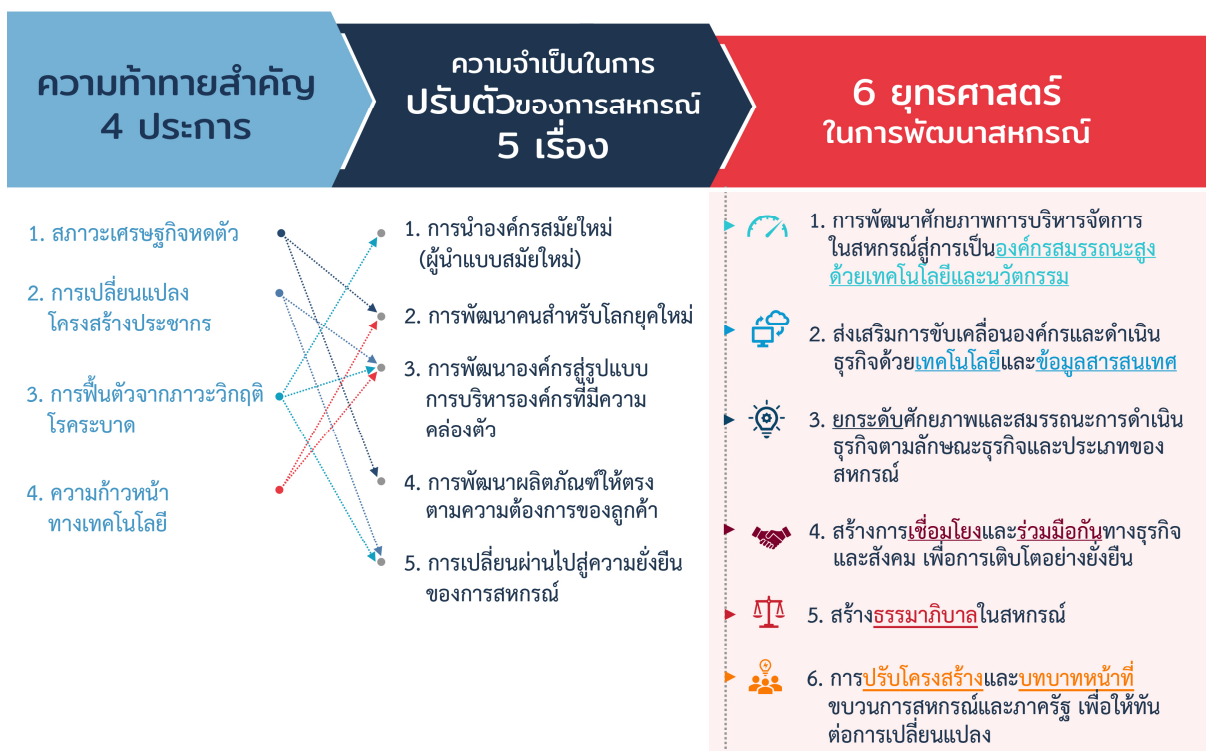 ความท้าทายสำคัญ
4 ประการ
ความจำเป็นในการ
ปรับตัวของการสหกรณ์
5 เรื่อง
6 ยุทธศาสตร์
ในการพัฒนาสหกรณ์
1. สภาวะเศรษฐกิจหดตัว
2. การเปลี่ยนแปลง
โครงสร้างประชากร
3. การฟื้นตัวจากภาวะวิกฤติ
โรคระบาด
4. ความก้าวหน้า
ทางเทคโนโลยี
1. การนำองค์กรสมัยใหม่
(ผู้นำแบบสมัยใหม่)
2. การพัฒนาคนสำหรับโลกยุคใหม่
3. การพัฒนาองค์กรสู่รูปแบบ
การบริหารองค์กรที่มีความ
คล่องตัว
4. การพัฒนาผลิตภัณฑ์ให้ตรง
ตามความต้องการของลูกค้า
5. การเปลี่ยนผ่านไปสู่ความยั่งยืน
ของการสหกรณ์
1. การพัฒนาศักยภาพการบริหารจัดการ
ในสหกรณ์สู่การเป็นองค์กรสมรรถนะสูง
ด้วยเทคโนโลยีและนวัตกรรม
2. ส่งเสริมการขับเคลื่อนองค์กรและดำเนิน
ธุรกิจด้วยเทคโนโลยีและข้อมูลสารสนเทศ
3. ยกระดับศักยภาพและสมรรถนะการดำเนิน
ธุรกิจตามลักษณะธุรกิจและประเภทของ
สหกรณ์
4. สร้างการเชื่อมโยงและร่วมมือกันทางธุรกิจ
และสังคม เพื่อการเติบโตอย่างยั่งยืน
5. สร้างธรรมาภิบาลในสหกรณ์
6. การปรับโครงสร้างและบทบาทหน้าที่
ขบวนการสหกรณ์และภาครัฐ เพื่อให้ทัน
ต่อการเปลี่ยนแปลง